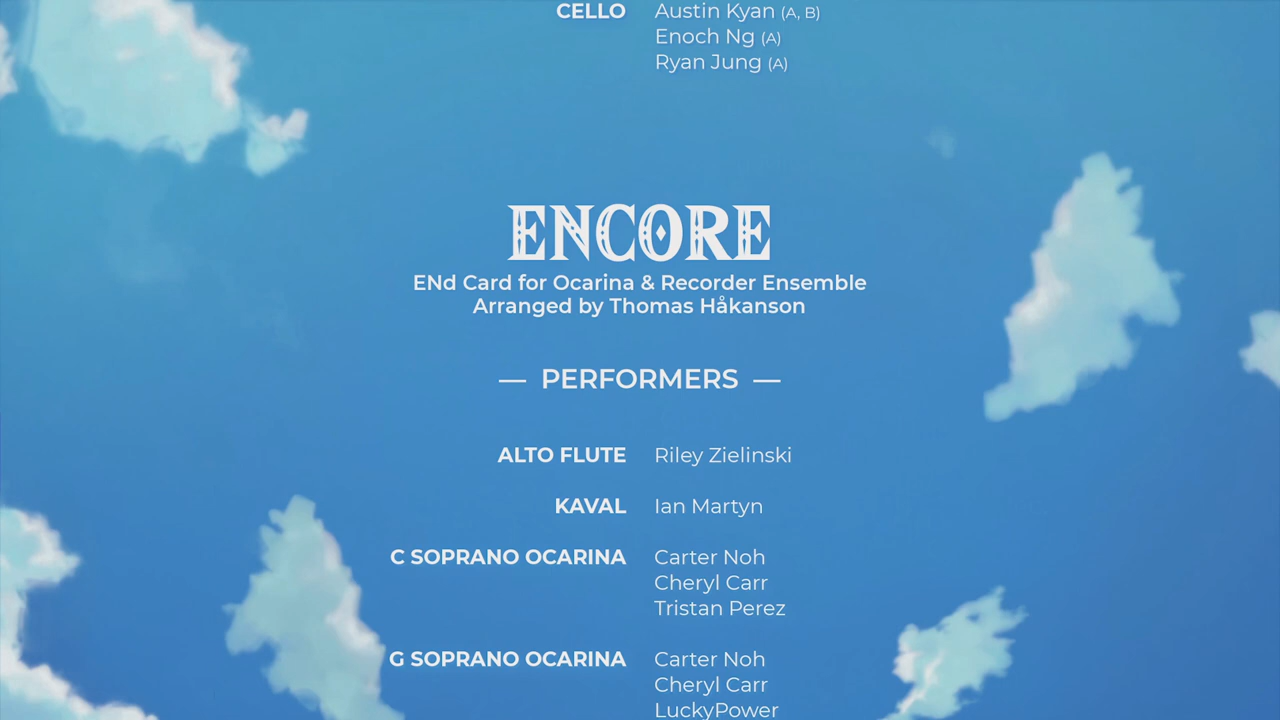 CELLO Austin Kyan (A, B)
Enoch Ng (A)
Ryan Jung (A)
ENCORE
ENd Card for Ocarina & Recorder Ensemble
Arranged by Thomas Håkanson
— PERFORMERS —
ALTO FLUTE Riley Zielinski
KAVAL Ian Martyn
C SOPRANO OCARINA Carter Noh
Cheryl Carr
Tristan Perez
G SOPRANO OCARINA Carter Noh
Cheryl Carr
LuckyPower